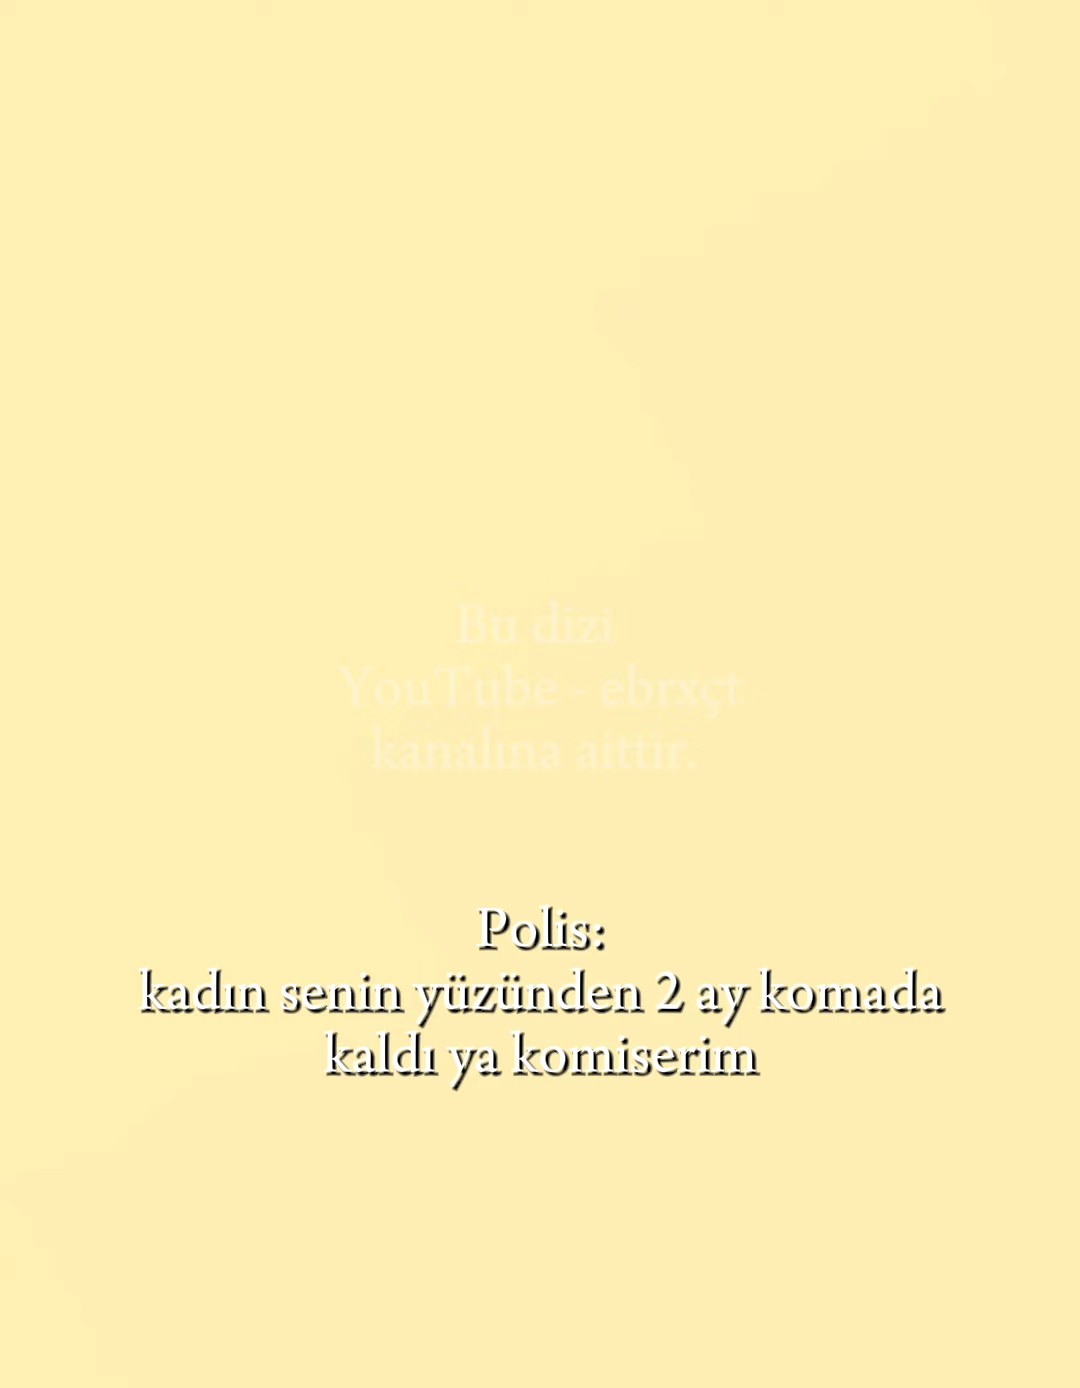 Bu dizi
YouTube - ebrxçt
kanalına aittir.
Polis:
kadın senin yüzünden 2 ay komada
kaldı ya komiserim